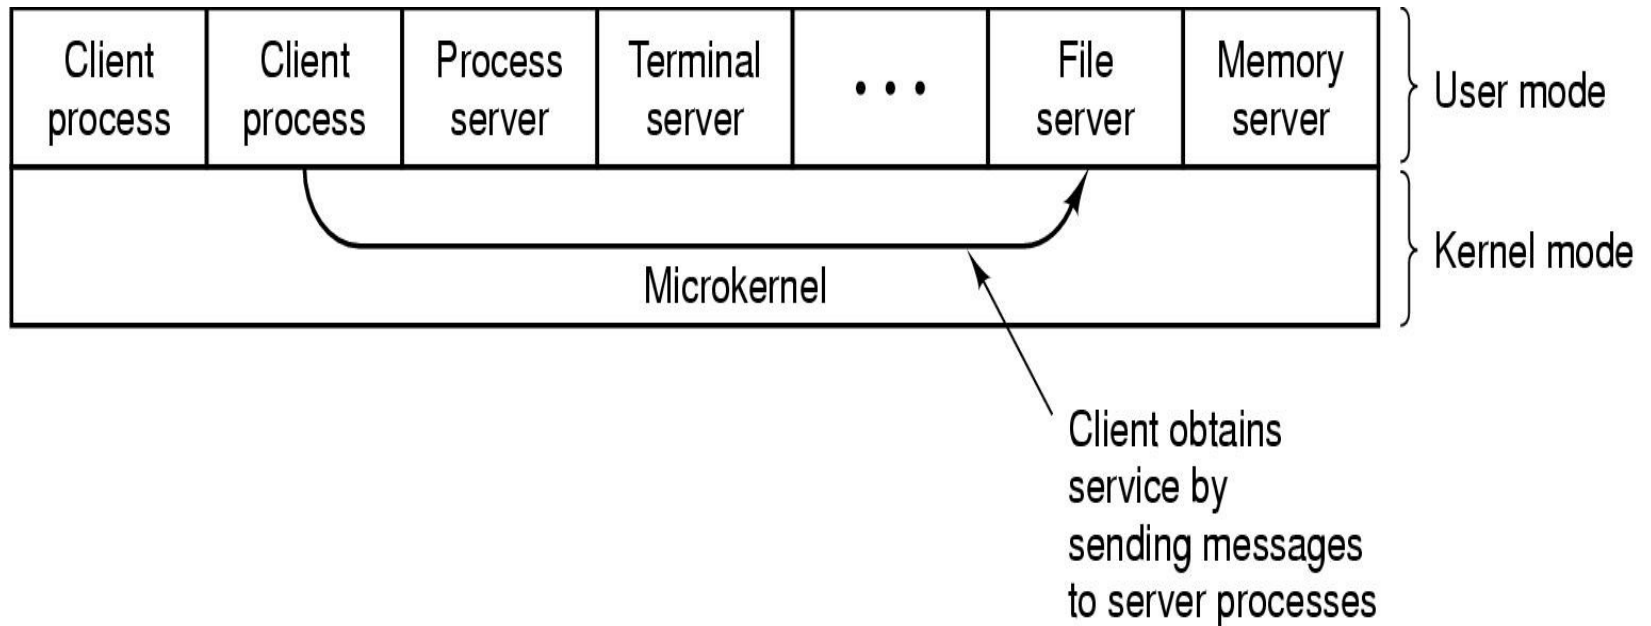 Client
process
Client
process
Process
server
Terminal
server
• • •
File
server
Memory
server
User mode
Microkernel
Kernel mode
Client obtains
service by
sending messages
to server processes